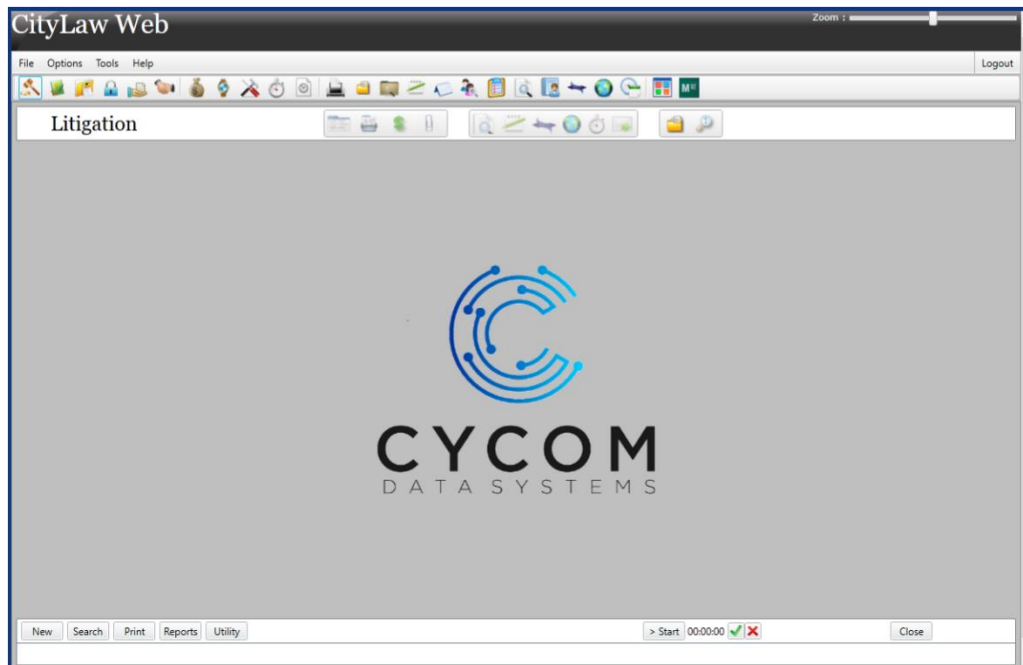 CityLaw Web
Zoom :
File Options Tools Help Logout
Litigation
CYCOM
DATA SYSTEMS
New Search Print Reports Utility > Start 00:00:00 Close